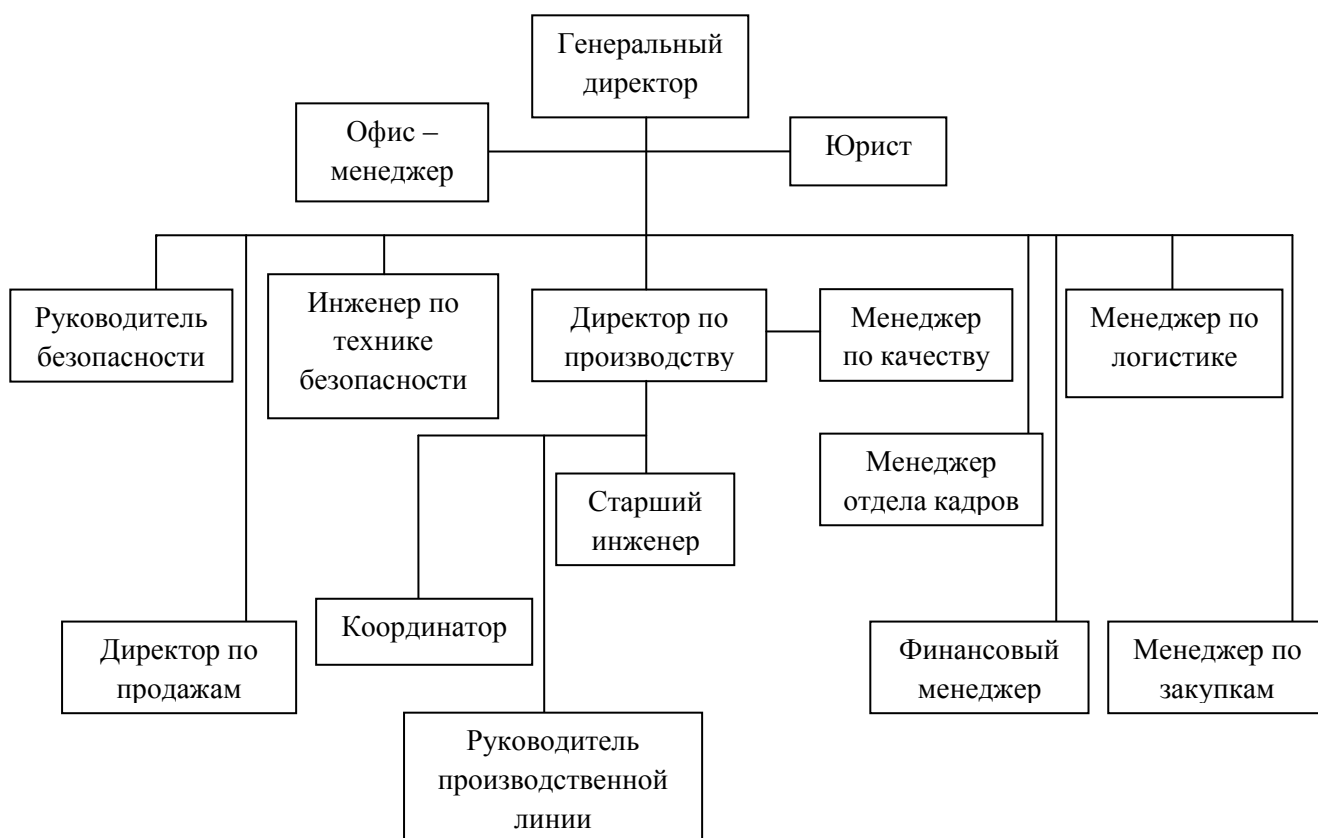 Генеральный
директор
Офис –
менеджер
Юрист
Руководитель
безопасности
Инженер по
технике
безопасности
Директор по
производству
Менеджер
по качеству
Менеджер по
логистике
Менеджер
отдела кадров
Старший
инженер
Координатор
Директор по
продажам
Финансовый
менеджер
Менеджер по
закупкам
Руководитель
производственной
линии